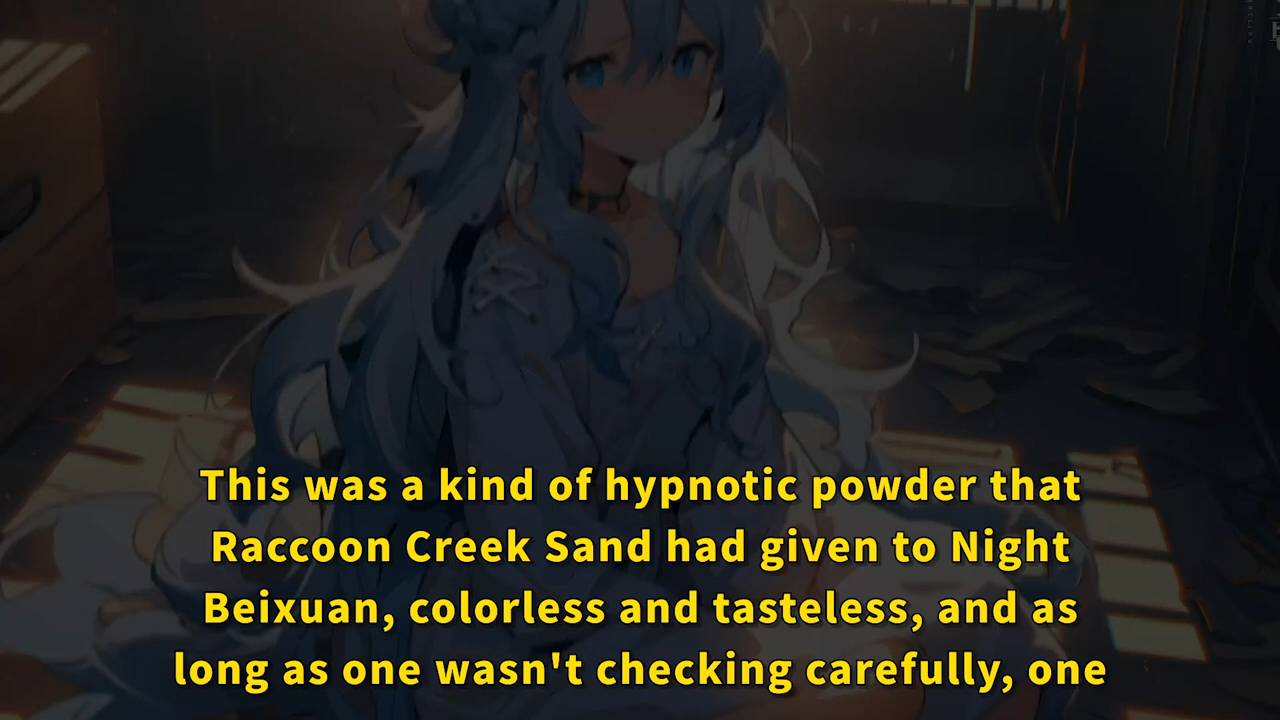 This was a kind of hypnotic powder that
Raccoon Creek Sand had given to Night
Beixuan, colorless and tasteless, and as
long as one wasn't checking carefully, one